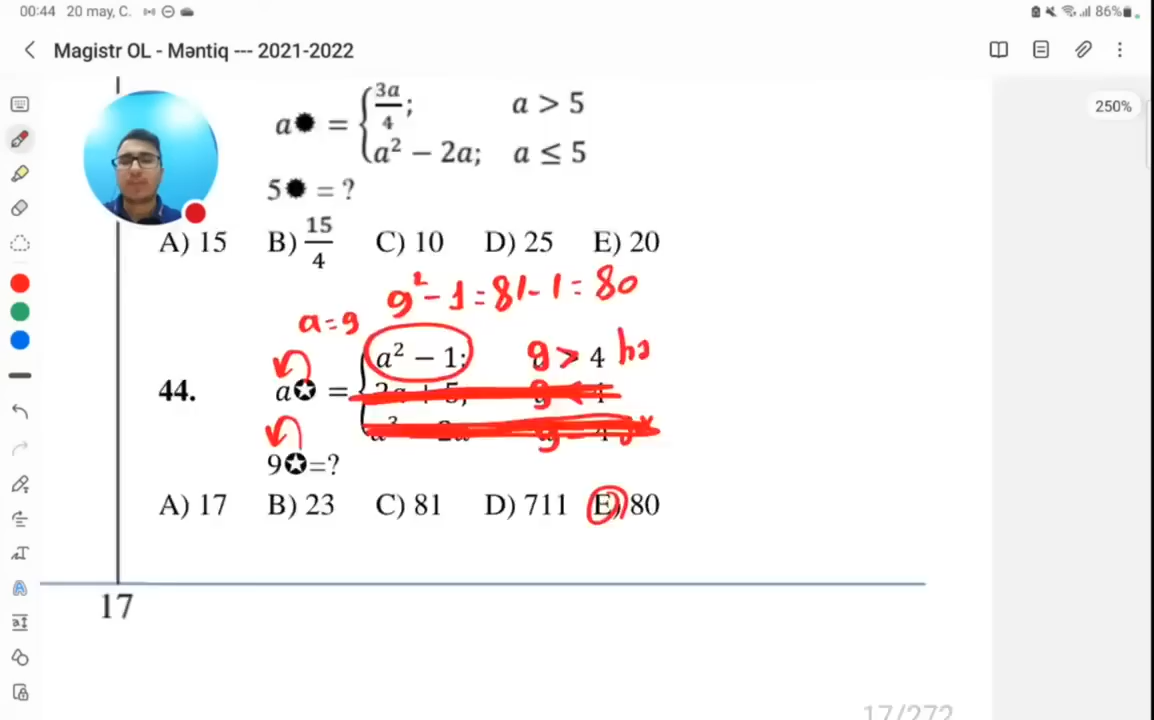 00:44 20 may, C. 86%
Magistr OL - Məntiq --- 2021-2022
250%
a✹ = { 3a/4; a > 5
a² − 2a; a ≤ 5
5✹ = ?
A) 15 B) 15/4 C) 10 D) 25 E) 20
9² - 1 = 81 - 1 = 80
a = 9
a² − 1; 9 > 4 hə
44. a✪ =
9✪=?
A) 17 B) 23 C) 81 D) 711 E) 80
17
17/272